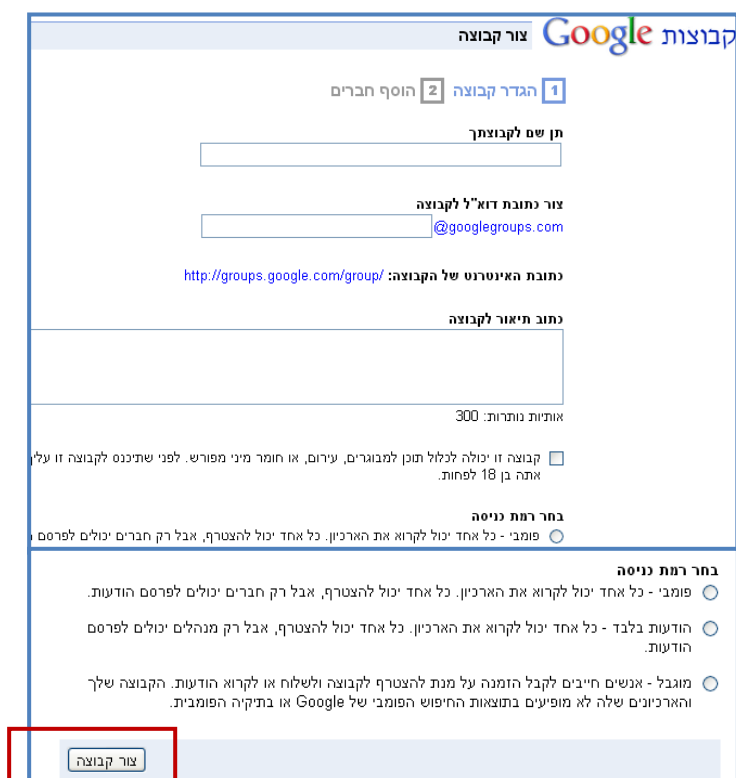 קבוצות Google צור קבוצה
1 הגדר קבוצה 2 הוסף חברים
תן שם לקבוצתך
צור כתובת דוא"ל לקבוצה
@googlegroups.com
כתובת האינטרנט של הקבוצה: http://groups.google.com/group/
כתוב תיאור לקבוצה
אותיות נותרות: 300
קבוצה זו יכולה לכלול תוכן למבוגרים, עירום, או חומר מיני מפורש. לפני שתיכנס לקבוצה זו
אתה בן 18 לפחות.
בחר רמת כניסה
פומבי - כל אחד יכול לקרוא את הארכיון. כל אחד יכול להצטרף, אבל רק חברים יכולים לפרסם
בחר רמת כניסה
פומבי - כל אחד יכול לקרוא את הארכיון. כל אחד יכול להצטרף, אבל רק חברים יכולים לפרסם הודעות.
הודעות בלבד - כל אחד יכול לקרוא את הארכיון. כל אחד יכול להצטרף, אבל רק מנהלים יכולים לפרסם
הודעות.
מוגבל - אנשים חייבים לקבל הזמנה על מנת להצטרף לקבוצה ולשלוח או לקרוא הודעות. הקבוצה שלך
והארכיונים שלה לא מופיעים בתוצאות החיפוש הפומבי של Google או בתיקיה הפומבית.
צור קבוצה